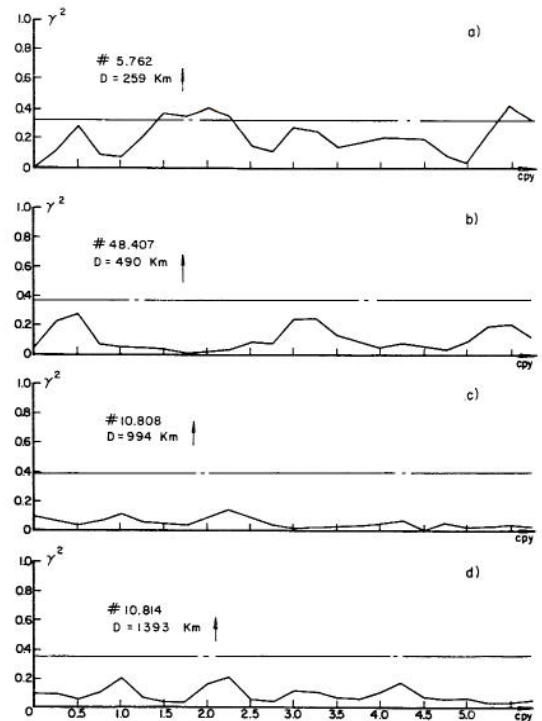 1.0 γ²
a)
0.8
# 5.762
D = 259 Km
0.6
0.4
0.2
0
cpy
1.0 γ²
b)
0.8
# 48.407
D = 490 Km
0.6
0.4
0.2
0
cpy
1.0 γ²
c)
0.8
# 10.808
D = 994 Km
0.6
0.4
0.2
0
cpy
1.0 γ²
d)
0.8
# 10.814
D = 1393 Km
0.6
0.4
0.2
cpy
0.0 0.5 1.0 1.5 2.0 2.5 3.0 3.5 4.0 4.5 5.0